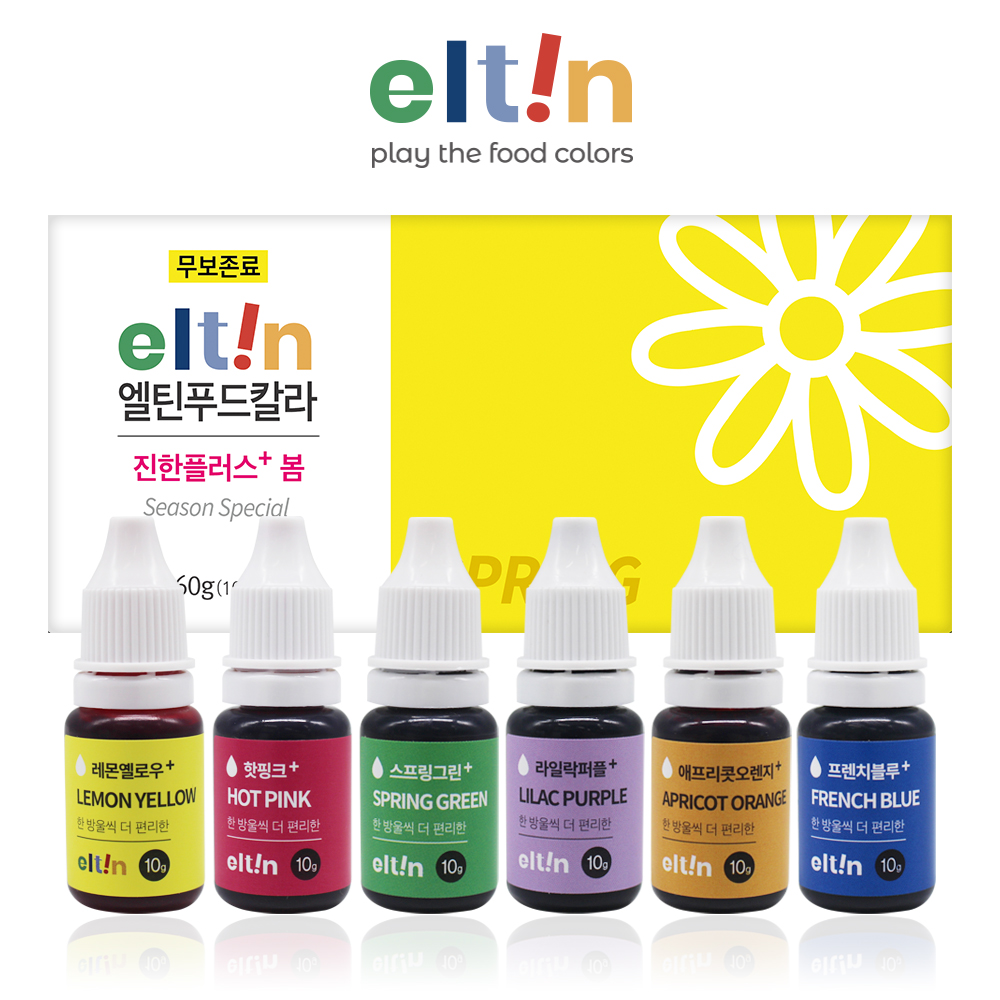 elt!n
play the food colors
무보존료
elt!n
엘틴푸드칼라
진한플러스+ 봄
Season Special
60g
레몬옐로우+
LEMON YELLOW
한 방울씩 더 편리한
elt!n 10g
핫핑크+
HOT PINK
한 방울씩 더 편리한
elt!n 10g
스프링그린+
SPRING GREEN
한 방울씩 더 편리한
elt!n 10g
라일락퍼플+
LILAC PURPLE
한 방울씩 더 편리한
elt!n 10g
애프리콧오렌지+
APRICOT ORANGE
한 방울씩 더 편리한
elt!n 10g
프렌치블루+
FRENCH BLUE
한 방울씩 더 편리한
elt!n 10g